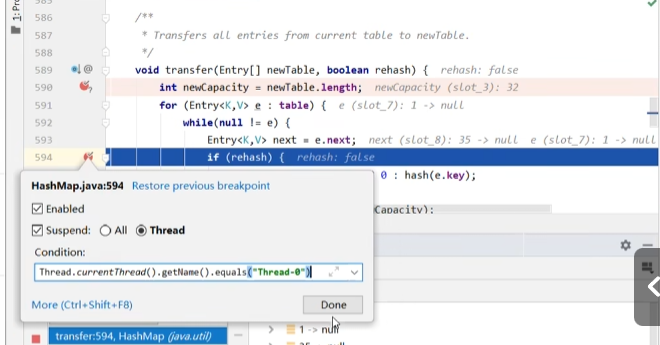 585
1: Pro
586 /**
587 * Transfers all entries from current table to newTable.
588 */
589 @ void transfer(Entry[] newTable, boolean rehash) { rehash: false
590 int newCapacity = newTable.length; newCapacity (slot_3): 32
591 for (Entry<K,V> e : table) { e (slot_7): 1 -> null
592 while(null != e) {
593 Entry<K,V> next = e.next; next (slot_8): 35 -> null e (slot_7): 1 -> null
594 if (rehash) { rehash: false
0 : hash(e.key);
Capacity);
HashMap.java:594 Restore previous breakpoint
Enabled
Suspend: All Thread
Condition:
Thread.currentThread().getName().equals("Thread-0")
More (Ctrl+Shift+F8) Done
transfer:594, HashMap (java.util)
1 -> null
35 -> null